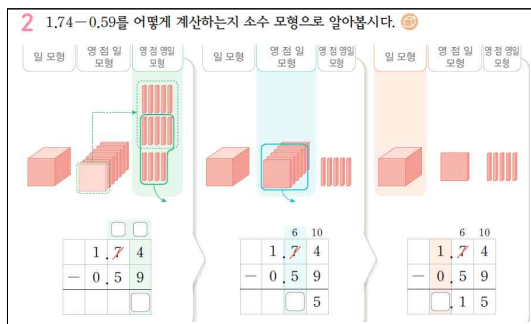 2 1.74-0.59를 어떻게 계산하는지 소수 모형으로 알아봅시다.
일 모형 영 점 일 모형 영 점 영일 모형
일 모형 영 점 일 모형 영 점 영일 모형
일 모형 영 점 일 모형 영 점 영일 모형
1.7 4
- 0.5 9
6 10
1.7 4
- 0.5 9
5
6 10
1.7 4
- 0.5 9
.1 5